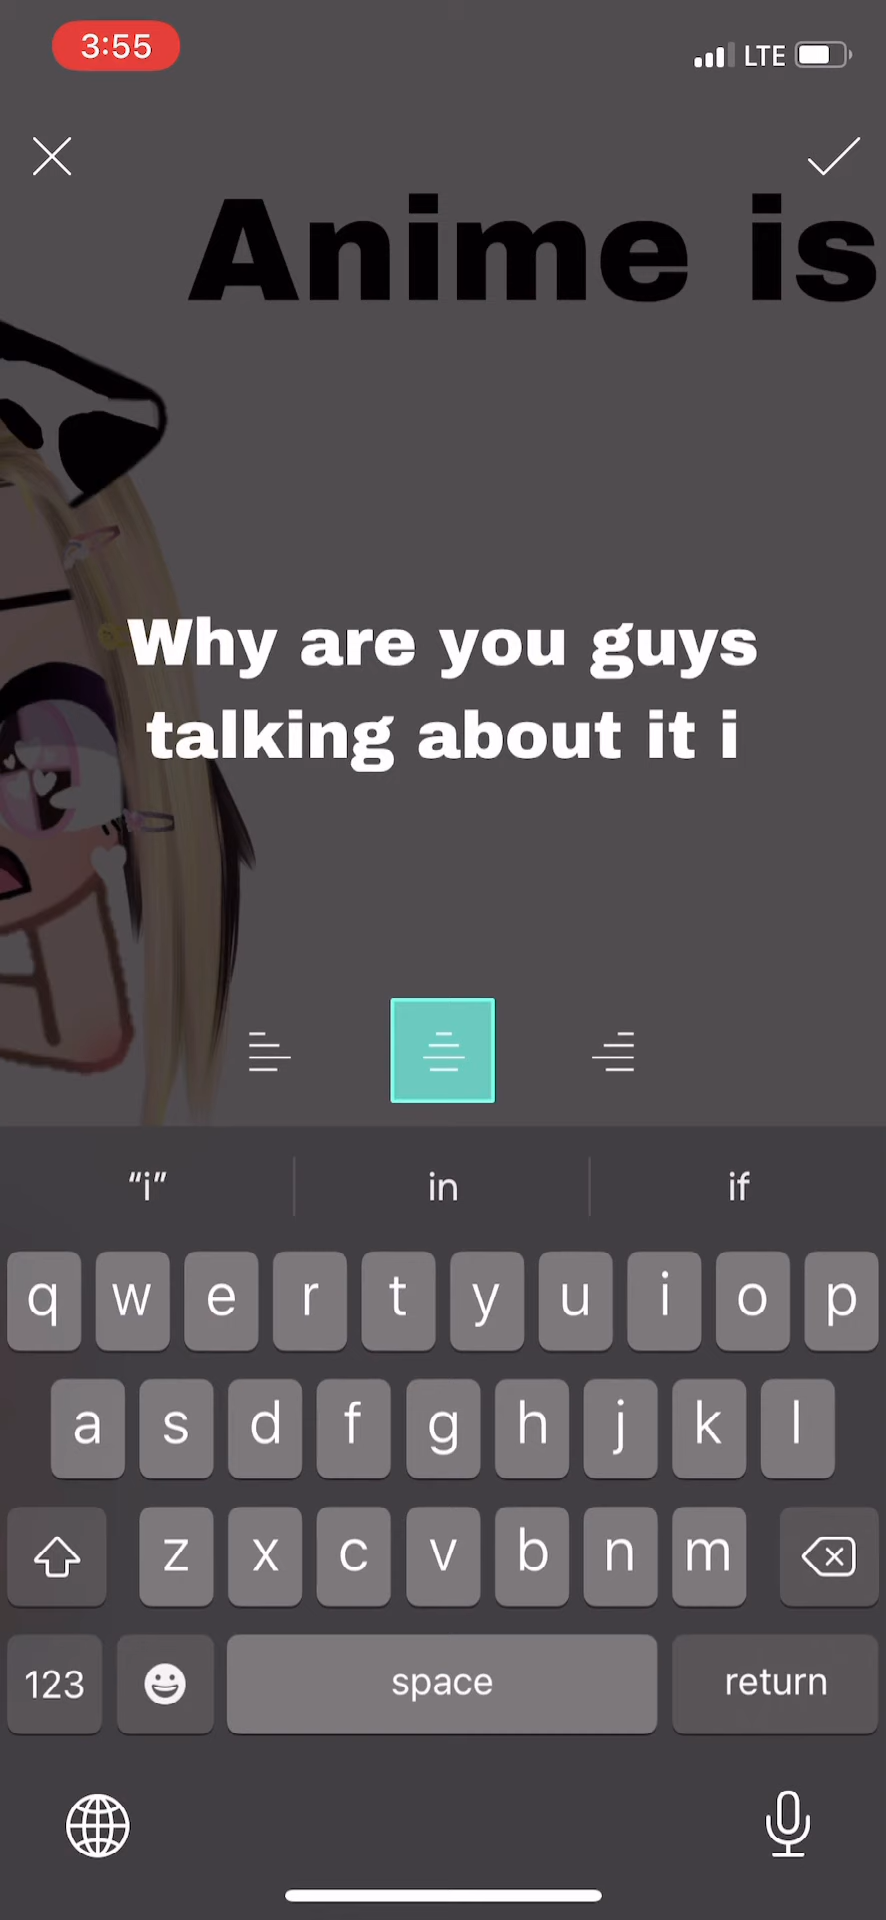 3:55
LTE
Anime is
Why are you guys
talking about it i
“i” in if
q w e r t y u i o p
a s d f g h j k l
z x c v b n m
123 space return